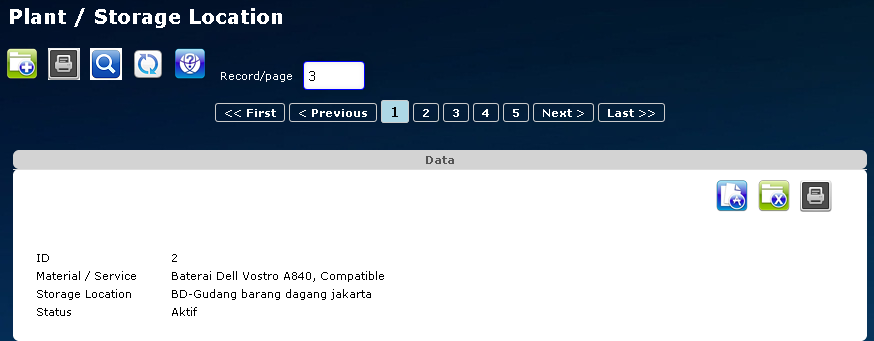 Plant / Storage Location
Record/page 3
<< First < Previous 1 2 3 4 5 Next > Last >>
Data
ID 2
Material / Service Baterai Dell Vostro A840, Compatible
Storage Location BD-Gudang barang dagang jakarta
Status Aktif